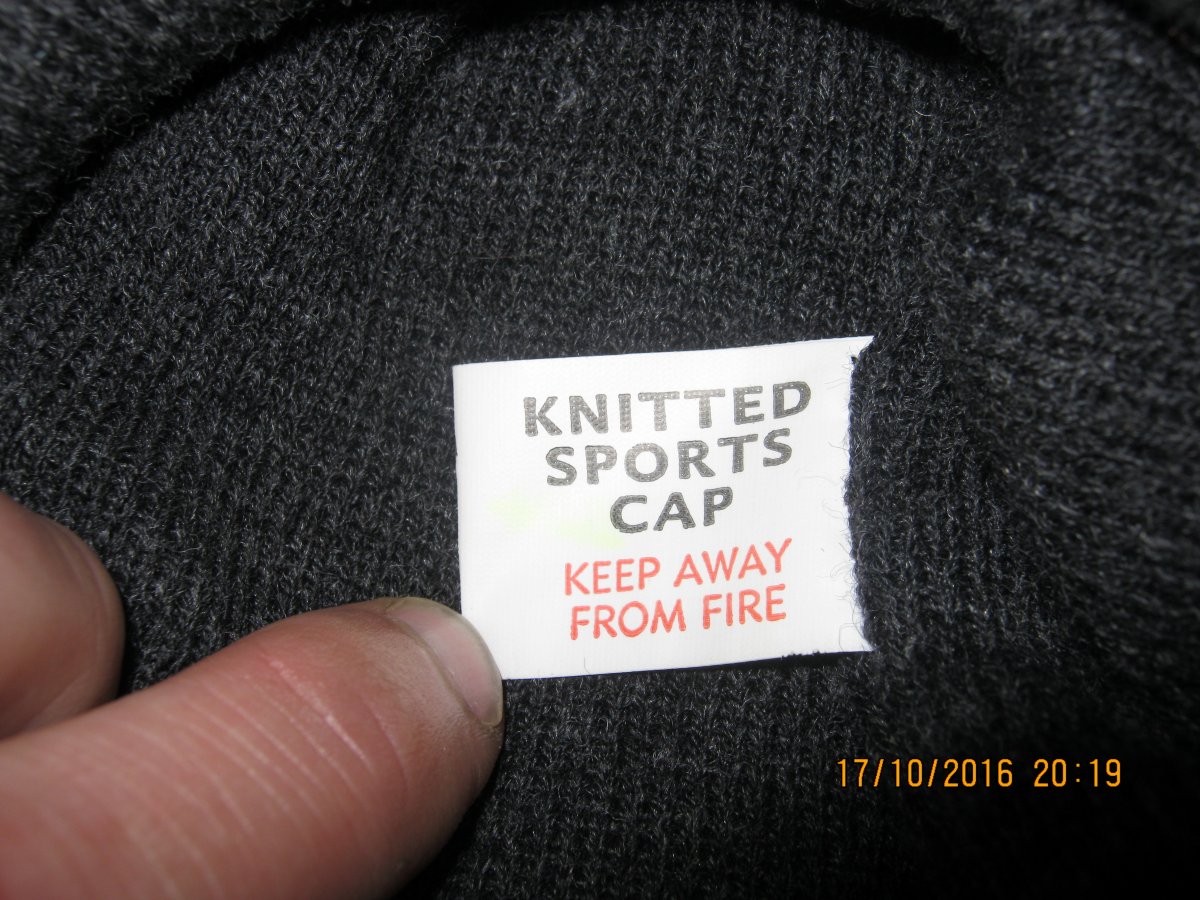 KNITTED
SPORTS
CAP
KEEP AWAY
FROM FIRE
17/10/2016 20:19